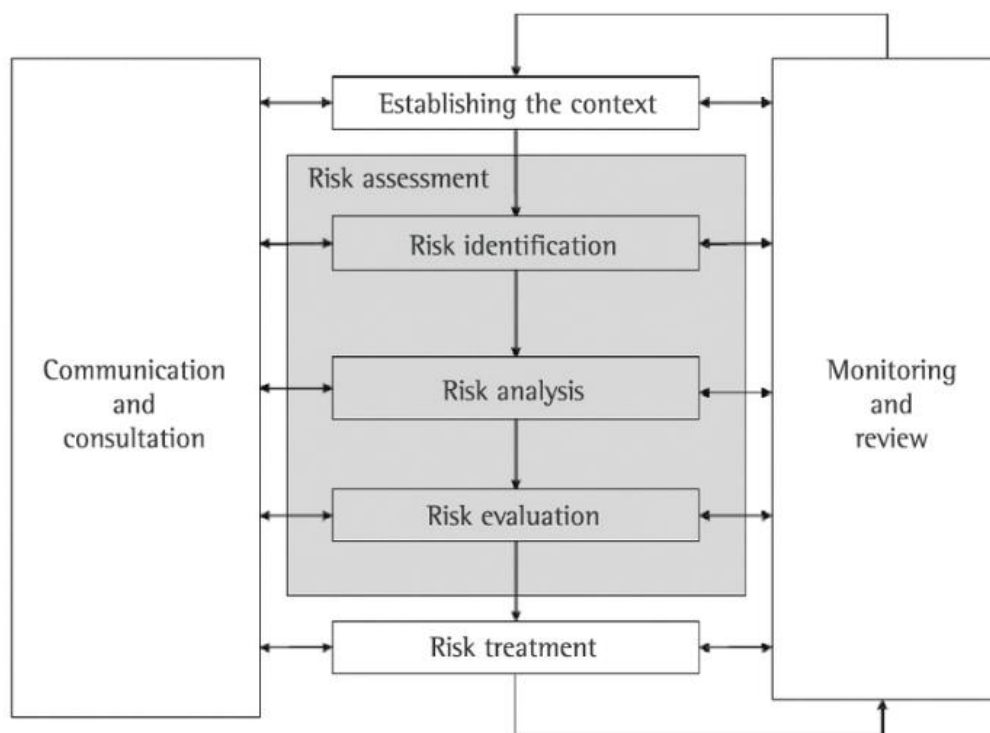 Establishing the context
Risk assessment
Risk identification
Communication
and
consultation
Risk analysis
Monitoring
and
review
Risk evaluation
Risk treatment